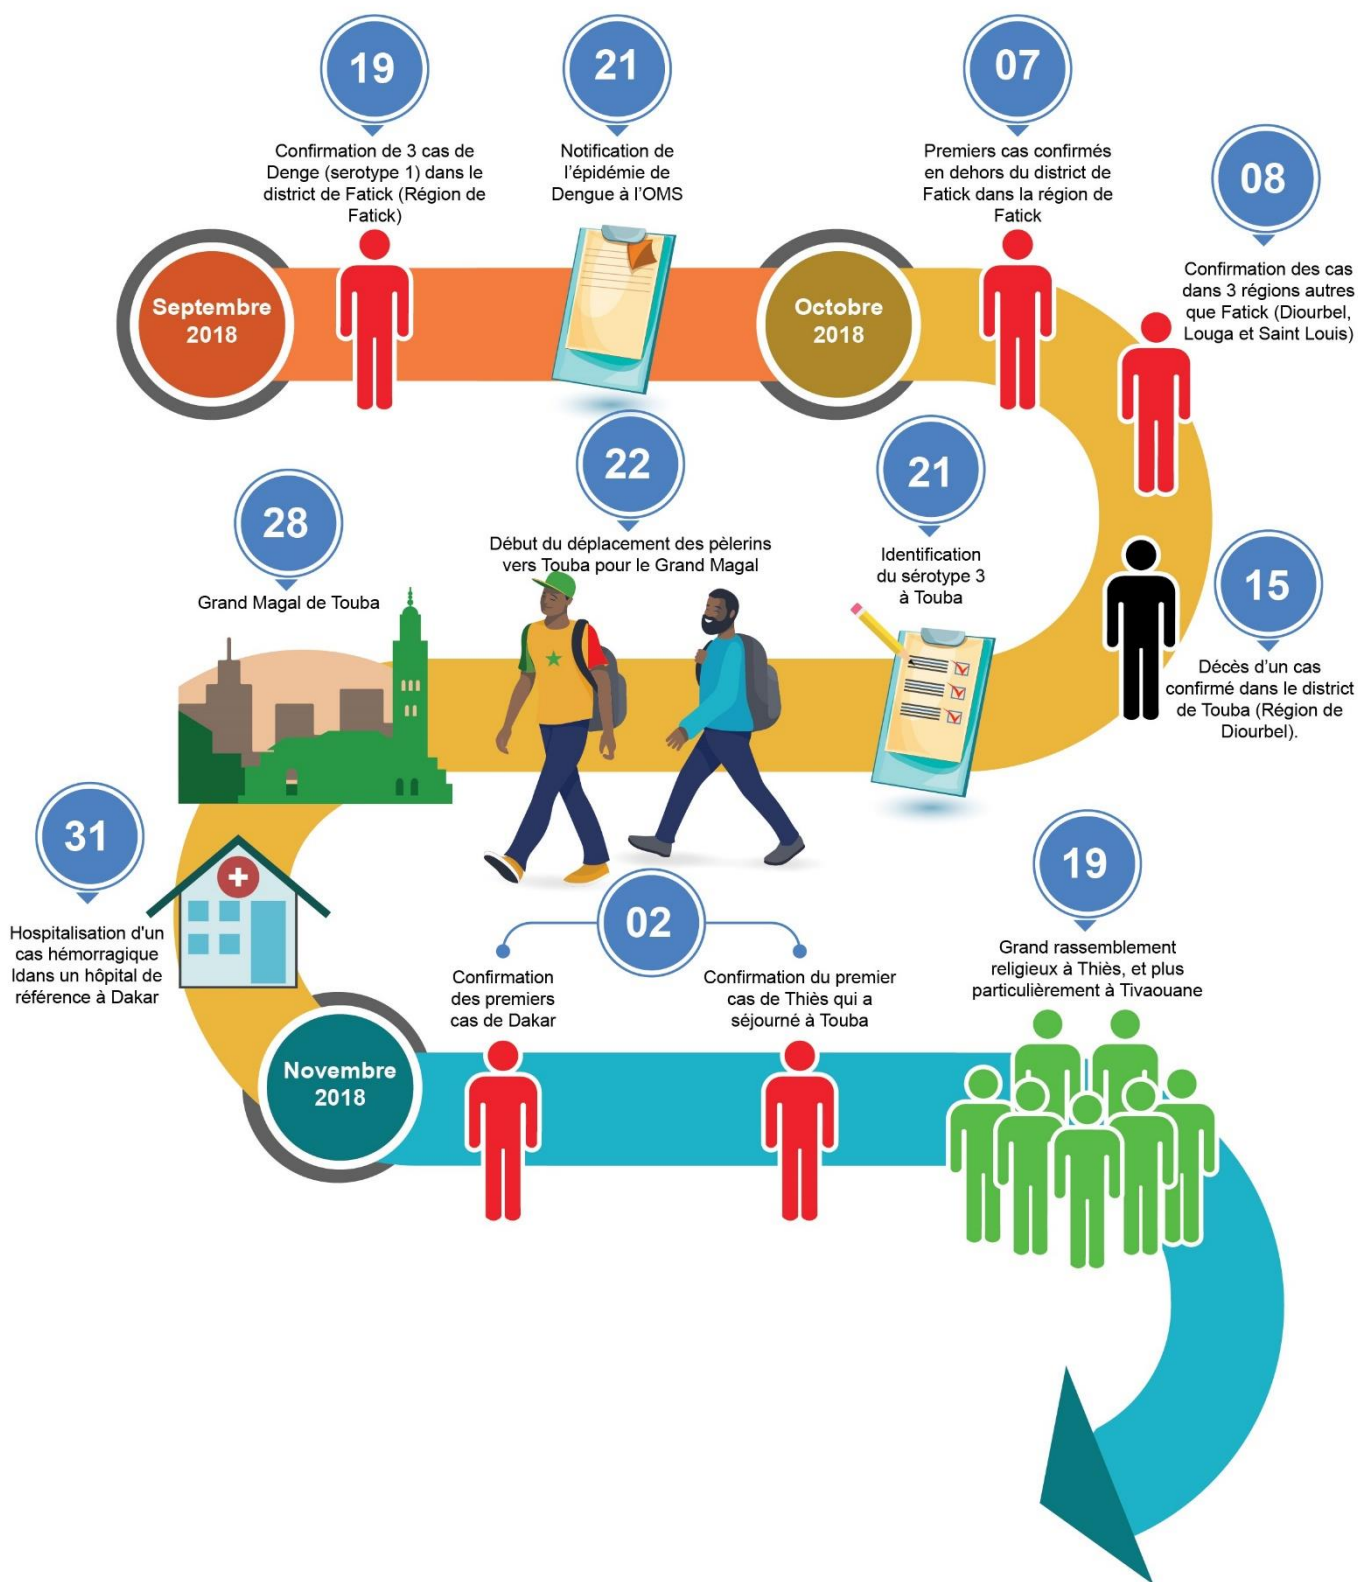 19
Confirmation de 3 cas de
Denge (serotype 1) dans le
district de Fatick (Région de
Fatick)
21
Notification de
l'épidémie de
Dengue à l'OMS
07
Premiers cas confirmés
en dehors du district de
Fatick dans la région de
Fatick
08
Confirmation des cas
dans 3 régions autres
que Fatick (Diourbel,
Louga et Saint Louis)
Septembre
2018
Octobre
2018
15
Décès d'un cas
confirmé dans le district
de Touba (Région de
Diourbel).
21
Identification
du sérotype 3
à Touba
22
Début du déplacement des pèlerins
vers Touba pour le Grand Magal
28
Grand Magal de Touba
31
Hospitalisation d'un
cas hémorragique
ldans un hôpital de
référence à Dakar
Novembre
2018
02
Confirmation
des premiers
cas de Dakar
Confirmation du premier
cas de Thiès qui a
séjourné à Touba
19
Grand rassemblement
religieux à Thiès, et plus
particulièrement à Tivaouane